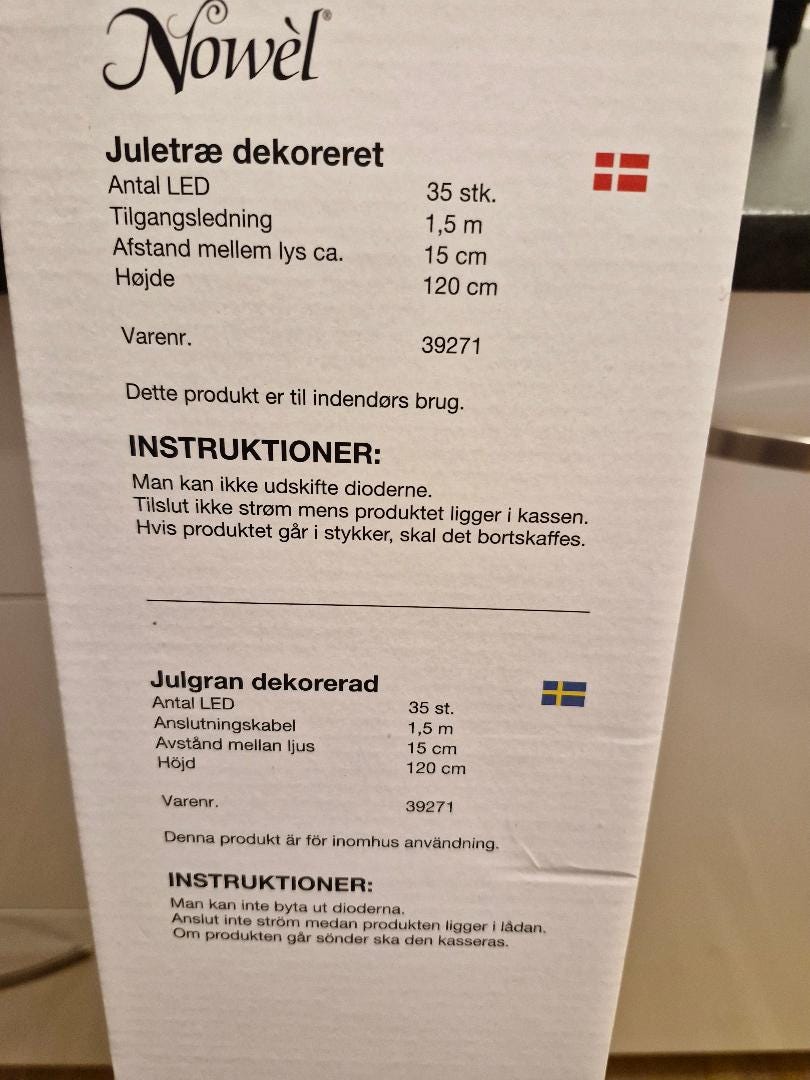 Nowèl®
Juletræ dekoreret
Antal LED 35 stk.
Tilgangsledning 1,5 m
Afstand mellem lys ca. 15 cm
Højde 120 cm
Varenr. 39271
Dette produkt er til indendørs brug.
INSTRUKTIONER:
Man kan ikke udskifte dioderne.
Tilslut ikke strøm mens produktet ligger i kassen.
Hvis produktet går i stykker, skal det bortskaffes.
Julgran dekorerad
Antal LED 35 st.
Anslutningskabel 1,5 m
Avstånd mellan ljus 15 cm
Höjd 120 cm
Varenr. 39271
Denna produkt är för inomhus användning.
INSTRUKTIONER:
Man kan inte byta ut dioderna.
Anslut inte ström medan produkten ligger i lådan.
Om produkten går sönder ska den kasseras.